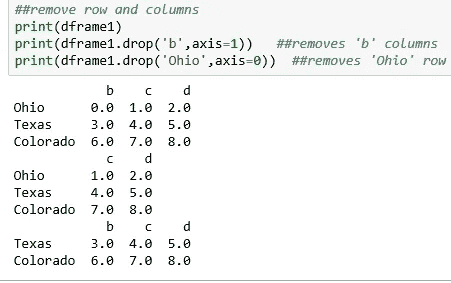 ##remove row and columns
print(dframe1)
print(dframe1.drop('b',axis=1))   ##removes 'b' columns
print(dframe1.drop('Ohio',axis=0))  ##removes 'Ohio' row
            b    c    d
Ohio      0.0  1.0  2.0
Texas     3.0  4.0  5.0
Colorado  6.0  7.0  8.0
            c    d
Ohio      1.0  2.0
Texas     4.0  5.0
Colorado  7.0  8.0
            b    c    d
Texas     3.0  4.0  5.0
Colorado  6.0  7.0  8.0